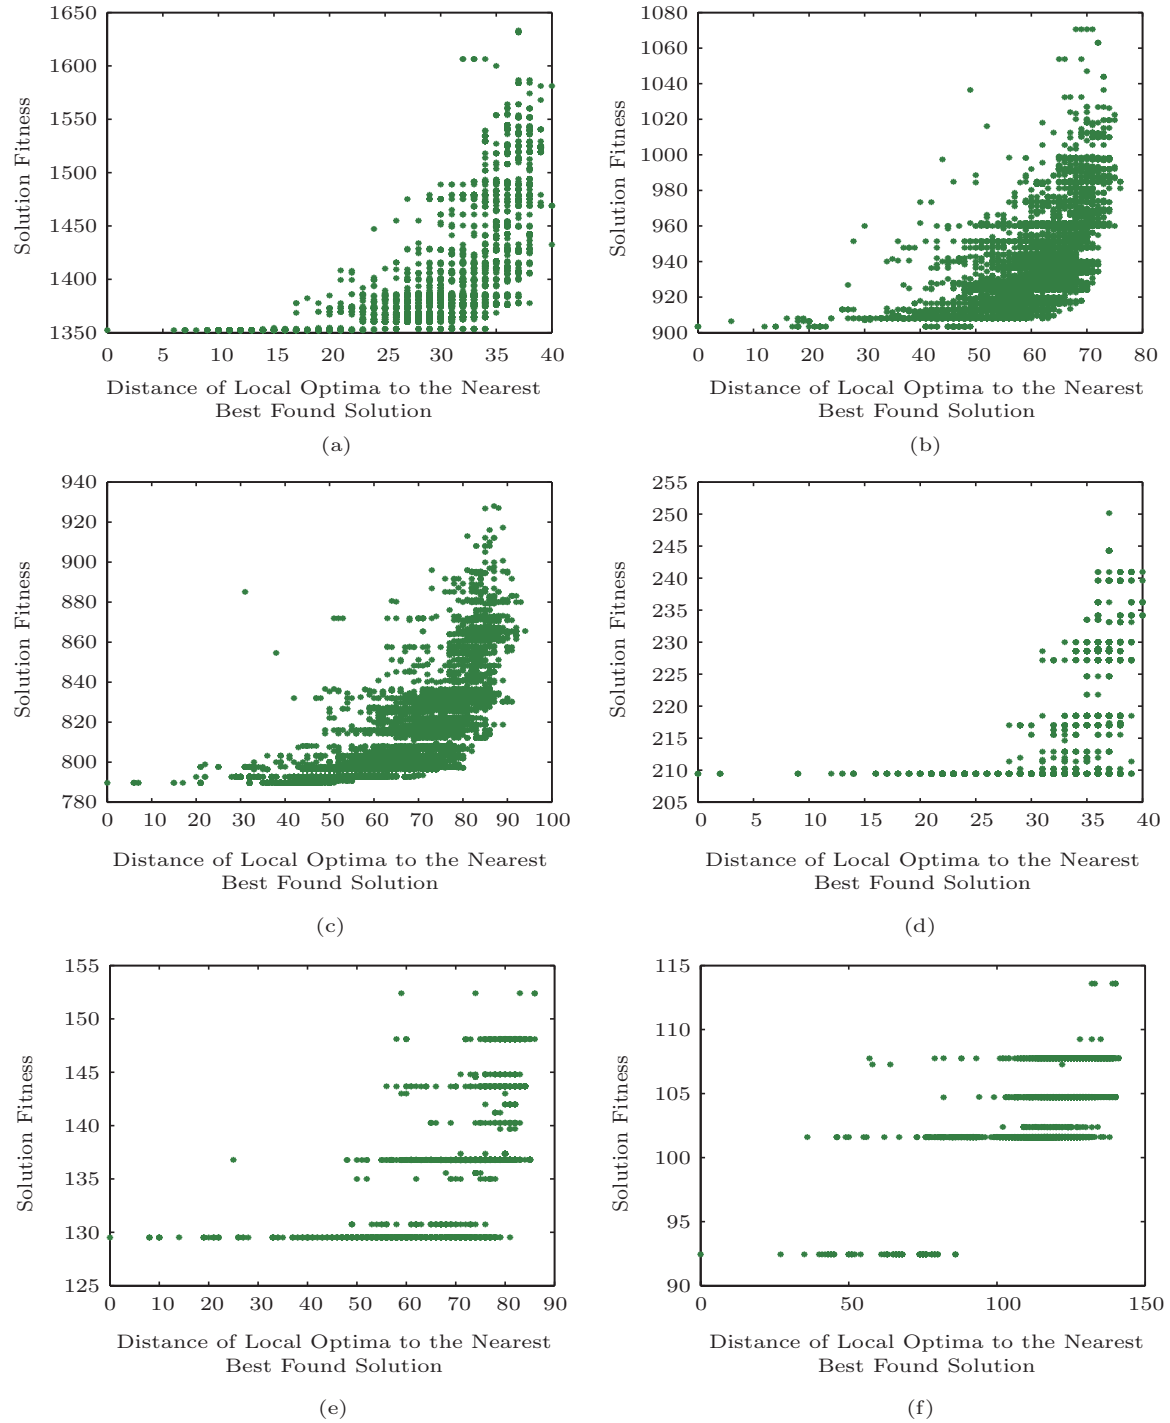 1650
1600
1550
1500
1450
1400
1350
0 5 10 15 20 25 30 35 40
Solution Fitness
Distance of Local Optima to the Nearest
Best Found Solution
(a)
1080
1060
1040
1020
1000
980
960
940
920
900
0 10 20 30 40 50 60 70 80
Solution Fitness
Distance of Local Optima to the Nearest
Best Found Solution
(b)
940
920
900
880
860
840
820
800
780
0 10 20 30 40 50 60 70 80 90 100
Solution Fitness
Distance of Local Optima to the Nearest
Best Found Solution
(c)
255
250
245
240
235
230
225
220
215
210
205
0 5 10 15 20 25 30 35 40
Solution Fitness
Distance of Local Optima to the Nearest
Best Found Solution
(d)
155
150
145
140
135
130
125
0 10 20 30 40 50 60 70 80 90
Solution Fitness
Distance of Local Optima to the Nearest
Best Found Solution
(e)
115
110
105
100
95
90
0 50 100 150
Solution Fitness
Distance of Local Optima to the Nearest
Best Found Solution
(f)